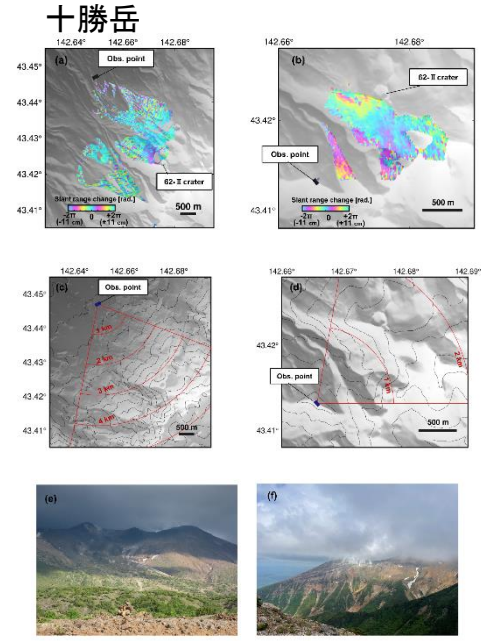 十勝岳
142.64° 142.66° 142.68°
142.66° 142.68°
(a)
Obs. point
43.45°
43.44°
43.43°
43.42°
43.41°
62-Ⅱ crater
Slant range change [rad.]
-2π 0 +2π
(-11 cm) (+11 cm)
500 m
(b)
62-Ⅱ crater
43.42°
Obs. point
43.41°
Slant range change [rad.]
-2π 0 +2π
(-11 cm) (+11 cm)
500 m
142.64° 142.66° 142.68°
142.66° 142.67° 142.68° 142.69°
(c)
Obs. point
43.45°
43.44°
43.43°
43.42°
43.41°
1 km
2 km
3 km
4 km
500 m
(d)
43.42°
Obs. point
43.41°
1 km
2 km
500 m
(e)
(f)